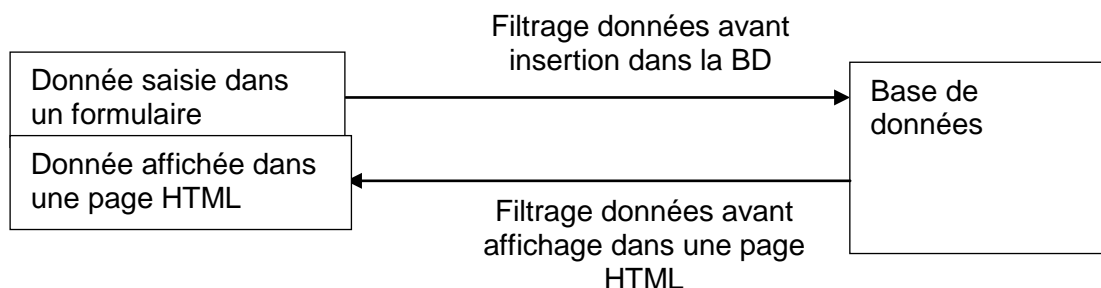 Filtrage données avant
insertion dans la BD
Donnée saisie dans
un formulaire
Base de
données
Donnée affichée dans
une page HTML
Filtrage données avant
affichage dans une page
HTML